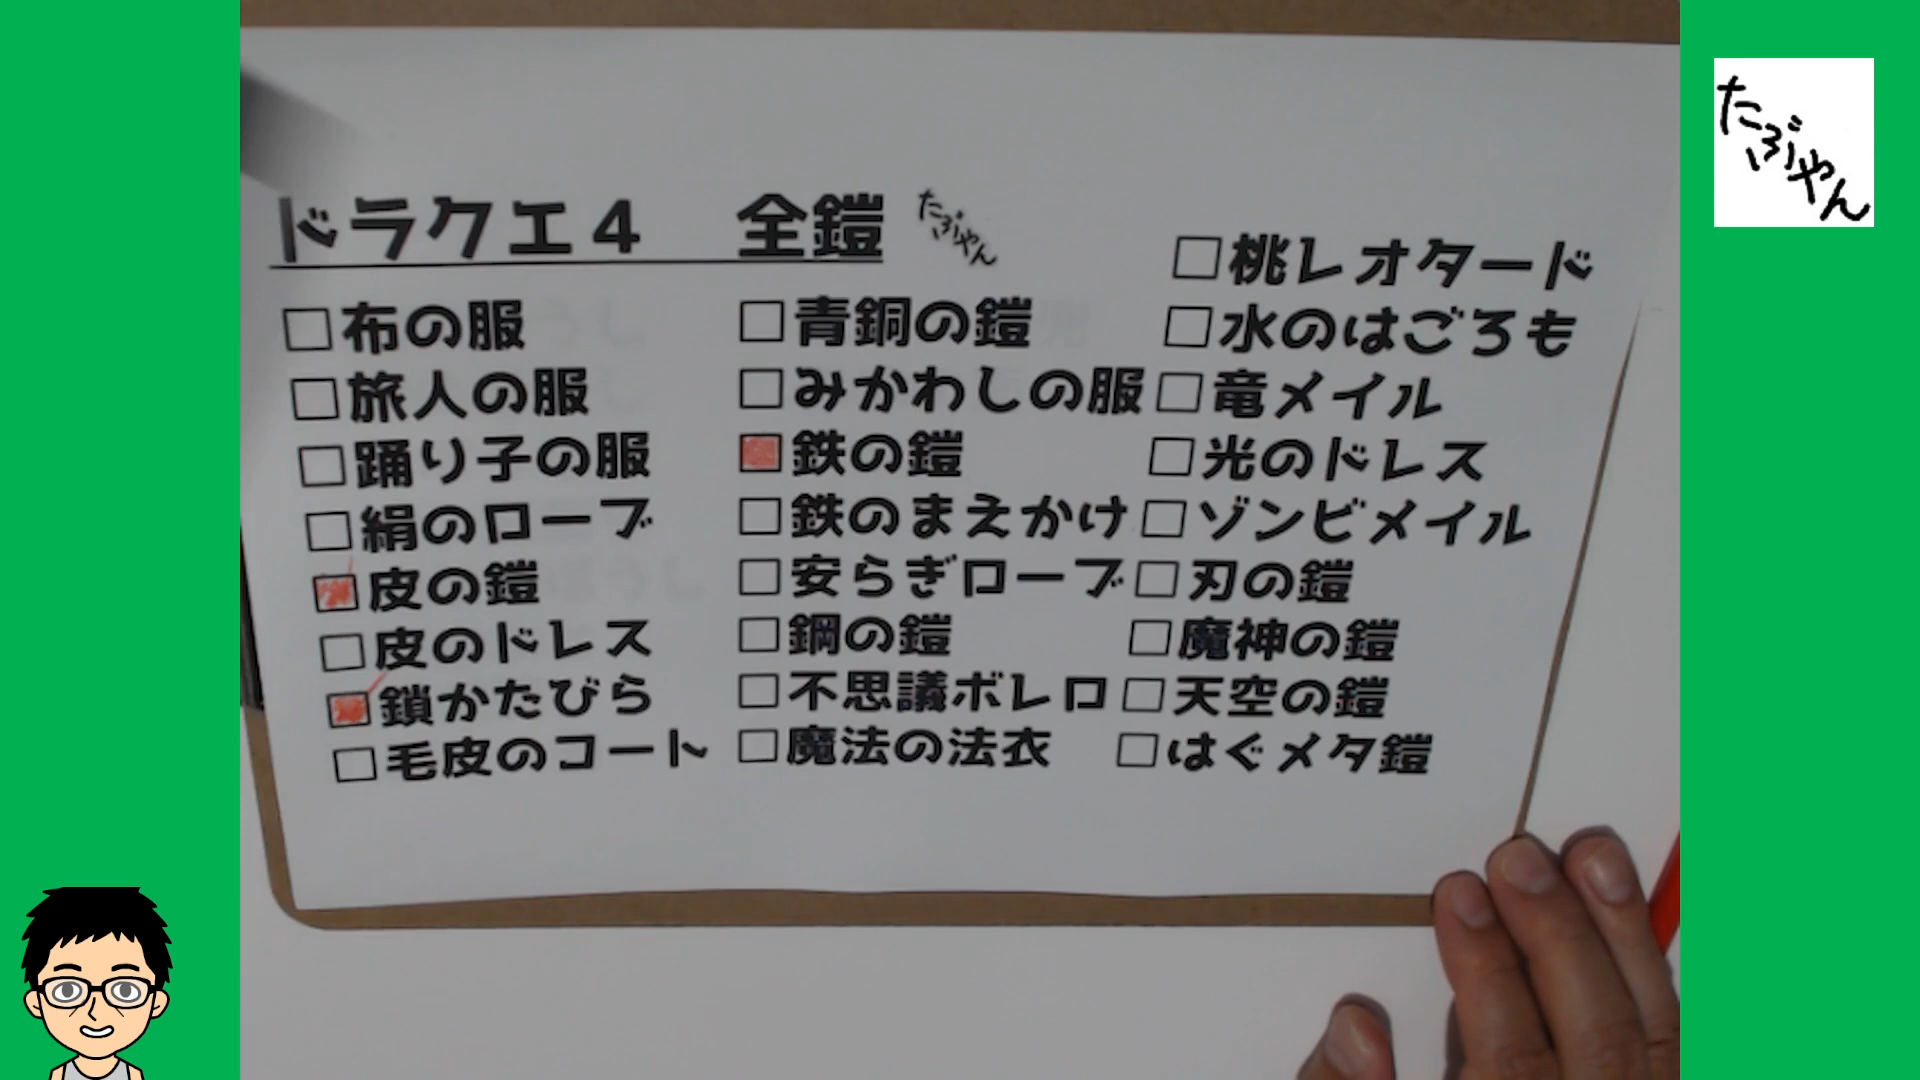 ドラクエ4 全鎧 たぶやん
□布の服
□旅人の服
□踊り子の服
□絹のローブ
■皮の鎧
□皮のドレス
■鎖かたびら
□毛皮のコート
□青銅の鎧
□みかわしの服
■鉄の鎧
□鉄のまえかけ
□安らぎローブ
□鋼の鎧
□不思議ボレロ
□魔法の法衣
□桃レオタード
□水のはごろも
□竜メイル
□光のドレス
□ゾンビメイル
□刃の鎧
□魔神の鎧
□天空の鎧
□はぐメタ鎧
たぶやん